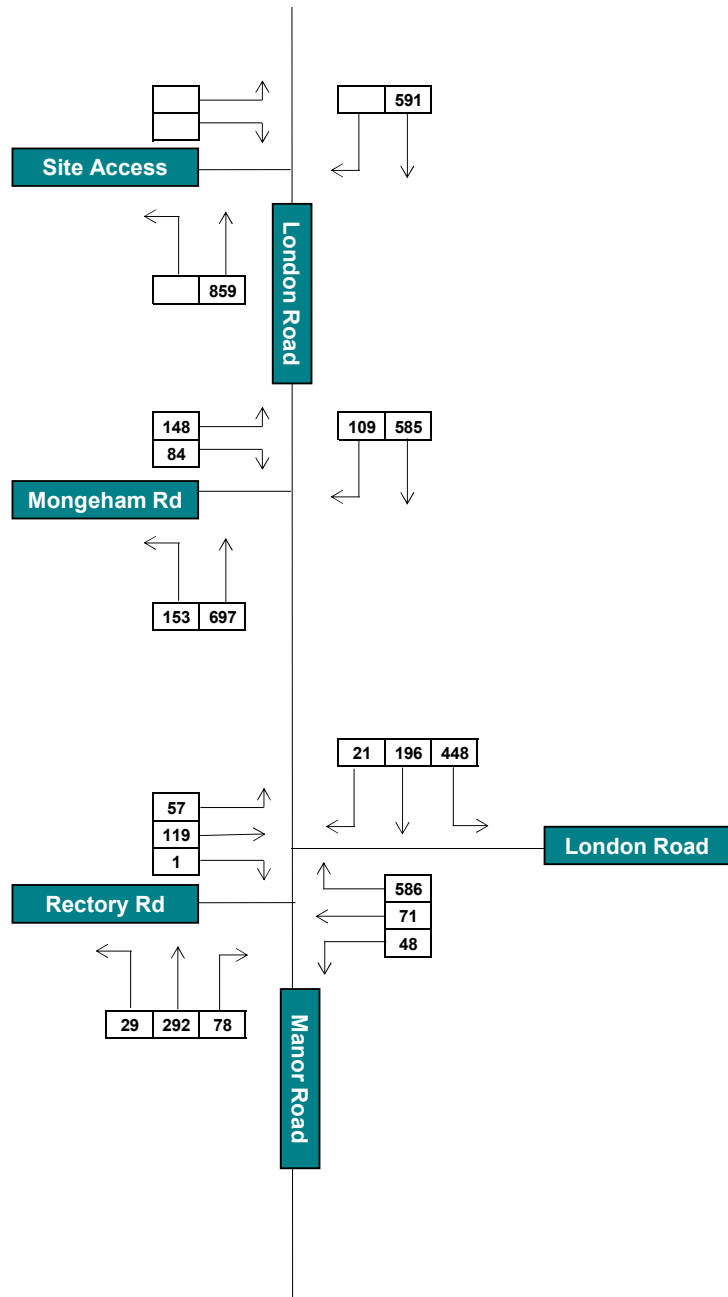 591
Site Access
London Road
859
148
84
109 585
Mongeham Rd
153 697
21 196 448
57
119
1
London Road
586
71
48
Rectory Rd
29 292 78
Manor Road